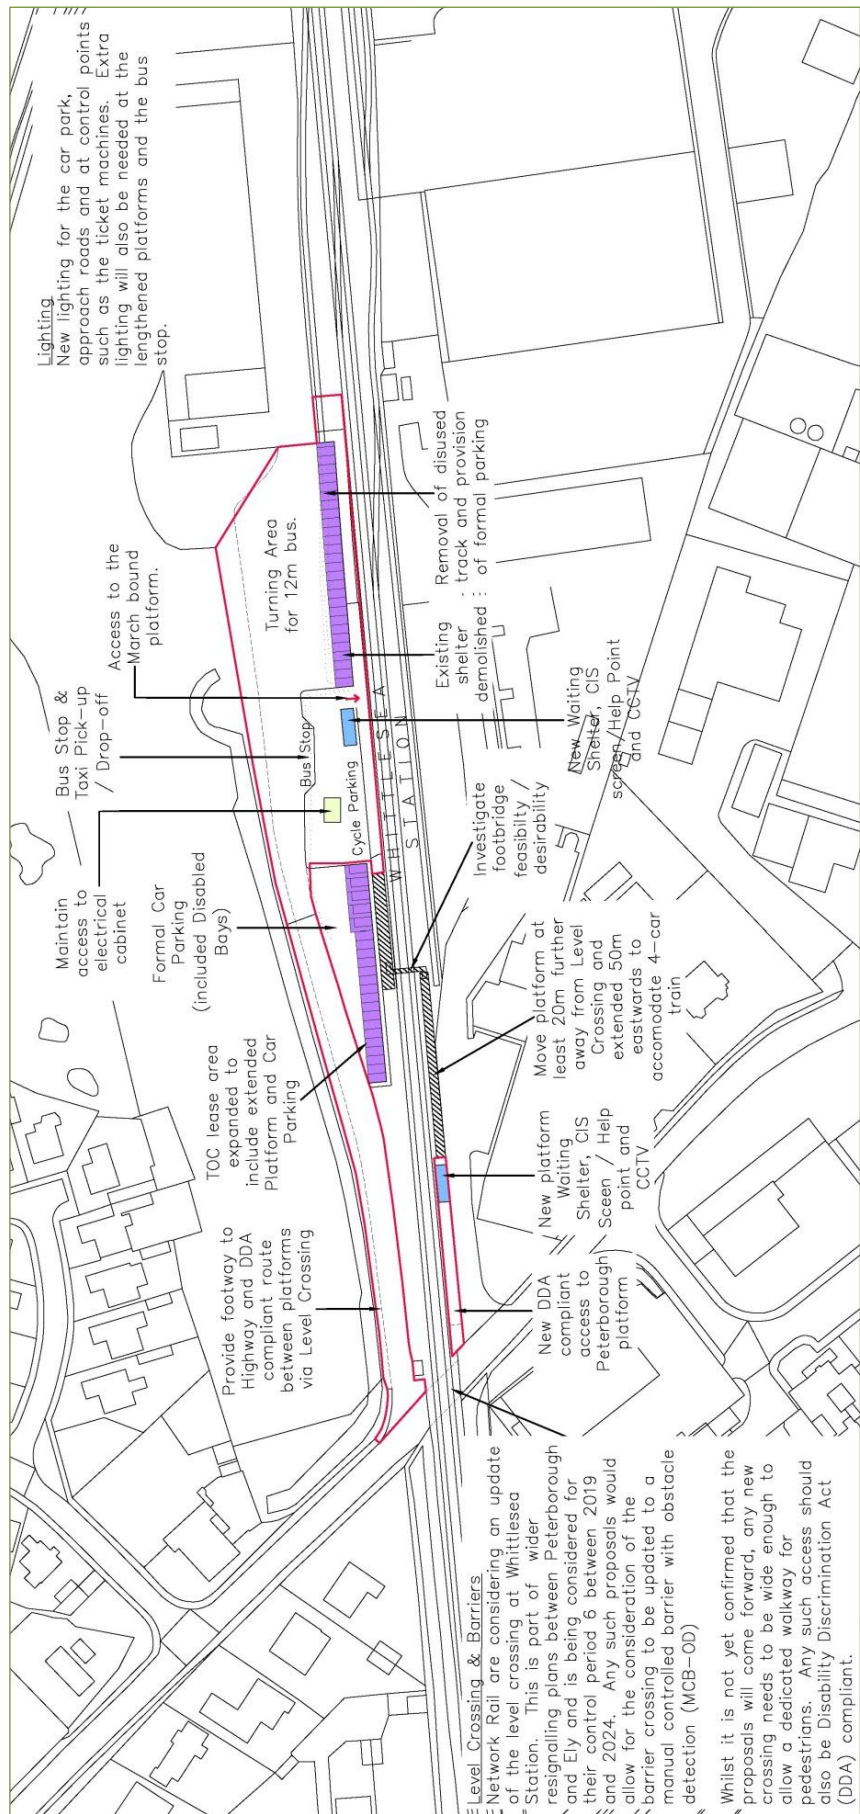 Lighting
New lighting for the car park,
approach roads and at control points
such as the ticket machines. Extra
lighting will also be needed at the
lengthened platforms and the bus
stop.
Access to the
March bound
platform.
Bus Stop &
Taxi Pick-up
/ Drop-off
Maintain
access to
electrical
cabinet
Formal Car
Parking
(included Disabled
Bays)
TOC lease area
expanded to
include extended
Platform and Car
Parking
Provide footway to
Highway and DDA
compliant route
between platforms
via Level Crossing
Turning Area
for 12m bus.
Bus Stop
Cycle Parking
WHITTLESEA
STATION
Removal of disused
track and provision
of formal parking
Existing
shelter
demolished
New Waiting
Shelter, CIS
screen/Help Point
and CCTV
Investigate
footbridge
feasibilty /
desirability
Move platform at
least 20m further
away from Level
Crossing and
extended 50m
eastwards to
accomodate 4-car
train
New platform
Waiting
Shelter, CIS
Sceen / Help
point and
CCTV
New DDA
compliant
access to
Peterborough
platform
Level Crossing & Barriers
Network Rail are considering an update
of the level crossing at Whittlesea
Station. This is part of wider
resignalling plans between Peterborough
and Ely and is being considered for
their control period 6 between 2019
and 2024. Any such proposals would
allow for the consideration of the
barrier crossing to be updated to a
manual controlled barrier with obstacle
detection (MCB-OD)
Whilst it is not yet confirmed that the
proposals will come forward, any new
crossing needs to be wide enough to
allow a dedicated walkway for
pedestrians. Any such access should
also be Disability Discrimination Act
(DDA) compliant.